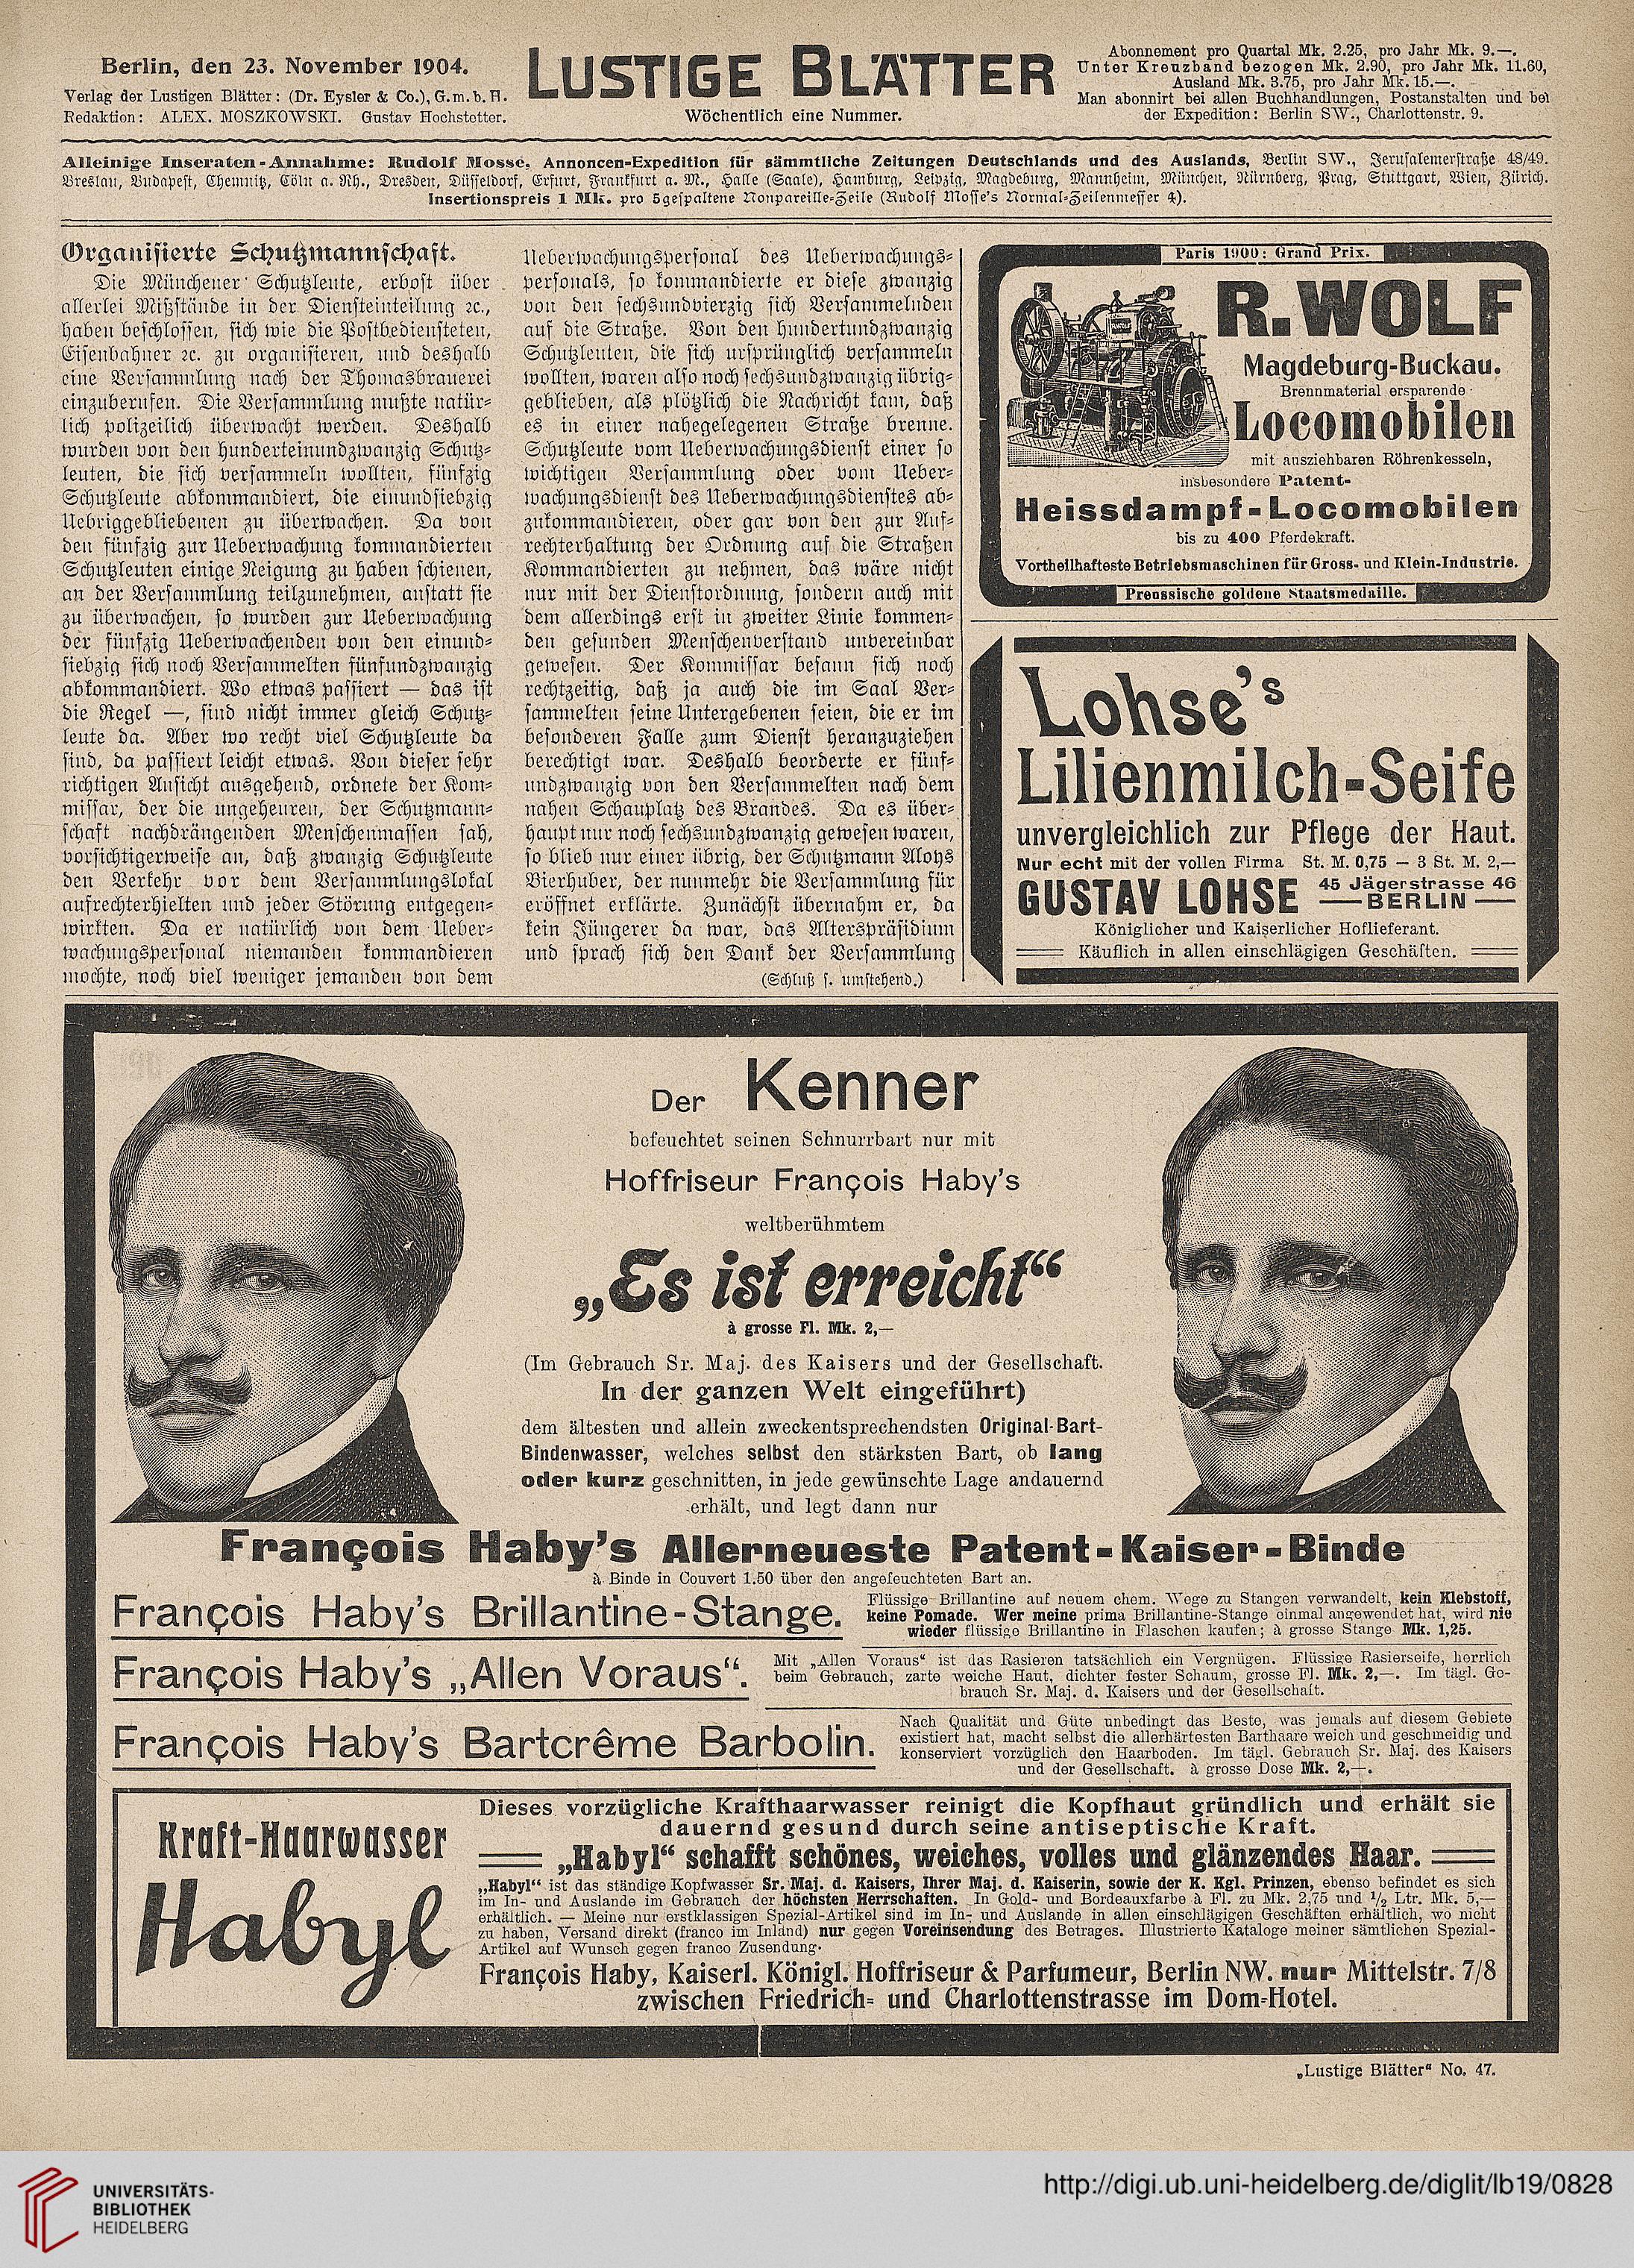 Berlin, den 23. November 1904.
Verlag der Lustigen Blätter: (Dr. Eysler & Co.), G.m.b.H.
Redaktion: ALEX. MOSZKOWSKI. Gustav Hochstetter.
LUSTIGE BLÄTTER
Wöchentlich eine Nummer.
Abonnement pro Quartal Mk. 2.25, pro Jahr Mk. 9.—.
Unter Kreuzband bezogen Mk. 2.90, pro Jahr Mk. 11.60,
Ausland Mk. 3.75, pro Jahr Mk. 15.—.
Man abonnirt bei allen Buchhandlungen, Postanstalten und bei
der Expedition: Berlin SW., Charlottenstr. 9.
Alleinige Inseraten-Annahme: Rudolf Mosse, Annoncen-Expedition für sämmtliche Zeitungen Deutschlands und des Auslands, Berlin SW., Jerusalemerstraße 48/49.
Breslau, Budapest, Chemnitz, Cöln a. Rh., Dresden, Düsseldorf, Erfurt, Frankfurt a. M., Halle (Saale), Hamburg, Leipzig, Magdeburg, Mannheim, München, Nürnberg, Prag, Stuttgart, Wien, Zürich.
Insertionspreis 1 Mk. pro 5gespaltene Nonpareille-Zeile (Rudolf Mosse's Normal-Zeilenmesser 4).
Organisierte Schutzmannschaft.
Die Münchener Schutzleute, erbost über
allerlei Mißstände in der Diensteinteilung ꝛc.,
haben beschlossen, sich wie die Postbediensteten,
Eisenbahner ꝛc. zu organisieren, und deshalb
eine Versammlung nach der Thomasbrauerei
einzuberufen. Die Versammlung mußte natür-
lich polizeilich überwacht werden. Deshalb
wurden von den hunderteinundzwanzig Schutz-
leuten, die sich versammeln wollten, fünfzig
Schutzleute abkommandiert, die einundsiebzig
Uebriggebliebenen zu überwachen. Da von
den fünfzig zur Ueberwachung kommandierten
Schutzleuten einige Neigung zu haben schienen,
an der Versammlung teilzunehmen, anstatt sie
zu überwachen, so wurden zur Ueberwachung
der fünfzig Ueberwachenden von den einund-
siebzig sich noch Versammelten fünfundzwanzig
abkommandiert. Wo etwas passiert — das ist
die Regel —, sind nicht immer gleich Schutz-
leute da. Aber wo recht viel Schutzleute da
sind, da passiert leicht etwas. Von dieser sehr
richtigen Ansicht ausgehend, ordnete der Kom-
missar, der die ungeheuren, der Schutzmann-
schaft nachdrängenden Menschenmassen sah,
vorsichtigerweise an, daß zwanzig Schutzleute
den Verkehr vor dem Versammlungslokal
aufrechterhielten und jeder Störung entgegen-
wirkten. Da er natürlich von dem Ueber-
wachungspersonal niemanden kommandieren
mochte, noch viel weniger jemanden von dem
Ueberwachungspersonal des Ueberwachungs-
personals, so kommandierte er diese zwanzig
von den sechsundvierzig sich Versammelnden
auf die Straße. Von den hundertundzwanzig
Schutzleuten, die sich ursprünglich versammeln
wollten, waren also noch sechsundzwanzig übrig-
geblieben, als plötzlich die Nachricht kam, daß
es in einer nahegelegenen Straße brenne.
Schutzleute vom Ueberwachungsdienst einer so
wichtigen Versammlung oder vom Ueber-
wachungsdienst des Ueberwachungsdienstes ab-
zukommandieren, oder gar von den zur Auf-
rechterhaltung der Ordnung auf die Straßen
Kommandierten zu nehmen, das wäre nicht
nur mit der Dienstordnung, sondern auch mit
dem allerdings erst in zweiter Linie kommen-
den gesunden Menschenverstand unvereinbar
gewesen. Der Kommissar besann sich noch
rechtzeitig, daß ja auch die im Saal Ver-
sammelten seine Untergebenen seien, die er im
besonderen Falle zum Dienst heranzuziehen
berechtigt war. Deshalb beorderte er fünf-
undzwanzig von den Versammelten nach dem
nahen Schauplatz des Brandes. Da es über-
haupt nur noch sechsundzwanzig gewesen waren,
so blieb nur einer übrig, der Schutzmann Aloys
Bierhuber, der nunmehr die Versammlung für
eröffnet erklärte. Zunächst übernahm er, da
kein Jüngerer da war, das Alterspräsidium
und sprach sich den Dank der Versammlung
(Schluß s. umstehend.)
Paris 1900: Grand Prix.
R. WOLF
Magdeburg-Buckau.
Brennmaterial ersparende
Locomobilen
mit ausziehbaren Röhrenkesseln,
insbesondere Patent-
Heissdampf-Locomobilen
bis zu 400 Pferdekraft.
Vortheilhafteste Betriebsmaschinen für Gross- und Klein-Industrie.
Preussische goldene Staatsmedaille.
Lohse's
Lilienmilch-Seife
unvergleichlich zur Pflege der Haut.
Nur echt mit der vollen Firma St. M. 0,75 — 3 St. M. 2,—
GUSTAV LOHSE 45 Jägerstrasse 46
BERLIN
Königlicher und Kaiserlicher Hoflieferant.
Käuflich in allen einschlägigen Geschäften.
Der Kenner
befeuchtet seinen Schnurrbart nur mit
Hoffriseur François Haby's
weltberühmtem
„Es ist erreicht“
à grosse Fl. Mk. 2,—
(Im Gebrauch Sr. Maj. des Kaisers und der Gesellschaft.
In der ganzen Welt eingeführt)
dem ältesten und allein zweckentsprechendsten Original-Bart-
Bindenwasser, welches selbst den stärksten Bart, ob lang
oder kurz geschnitten, in jede gewünschte Lage andauernd
erhält, und legt dann nur
François Haby's Allerneueste Patent-Kaiser-Binde
à Binde in Couvert 1.50 über den angefeuchteten Bart an.
François Haby's Brillantine-Stange.
Flüssige Brillantine auf neuem chem. Wege zu Stangen verwandelt, kein Klebstoff,
keine Pomade. Wer meine prima Brillantine-Stange einmal angewendet hat, wird nie
wieder flüssige Brillantine in Flaschen kaufen; à grosse Stange Mk. 1,25.
François Haby's „Allen Voraus“.
Mit „Allen Voraus“ ist das Rasieren tatsächlich ein Vergnügen. Flüssige Rasierseife, herrlich
beim Gebrauch, zarte weiche Haut, dichter fester Schaum, grosse Fl. Mk. 2,—. Im tägl. Ge-
brauch Sr. Maj. d. Kaisers und der Gesellschaft.
François Haby's Bartcrême Barbolin.
Nach Qualität und Güte unbedingt das Beste, was jemals auf diesem Gebiete
existiert hat, macht selbst die allerhärtesten Barthaare weich und geschmeidig und
konserviert vorzüglich den Haarboden. Im tägl. Gebrauch Sr. Maj. des Kaisers
und der Gesellschaft. à grosse Dose Mk. 2,—.
Kraft-Haarwasser
Habyl
Dieses vorzügliche Krafthaarwasser reinigt die Kopfhaut gründlich und erhält sie
dauernd gesund durch seine antiseptische Kraft.
„Habyl“ schafft schönes, weiches, volles und glänzendes Haar.
„Habyl“ ist das ständige Kopfwasser Sr. Maj. d. Kaisers, Ihrer Maj. d. Kaiserin, sowie der K. Kgl. Prinzen, ebenso befindet es sich
im In- und Auslande im Gebrauch der höchsten Herrschaften. In Gold- und Bordeauxfarbe à Fl. zu Mk. 2,75 und 1/2 Ltr. Mk. 5,—
erhältlich. — Meine nur erstklassigen Spezial-Artikel sind im In- und Auslande in allen einschlägigen Geschäften erhältlich, wo nicht
zu haben, Versand direkt (franco im Inland) nur gegen Voreinsendung des Betrages. Illustrierte Kataloge meiner sämtlichen Spezial-
Artikel auf Wunsch gegen franco Zusendung.
François Haby, Kaiserl. Königl. Hoffriseur & Parfumeur, Berlin NW. nur Mittelstr. 7/8
zwischen Friedrich- und Charlottenstrasse im Dom-Hotel.
„Lustige Blätter“ No. 47.
UNIVERSITÄTS-
BIBLIOTHEK
HEIDELBERG
http://digi.ub.uni-heidelberg.de/diglit/lb19/0828